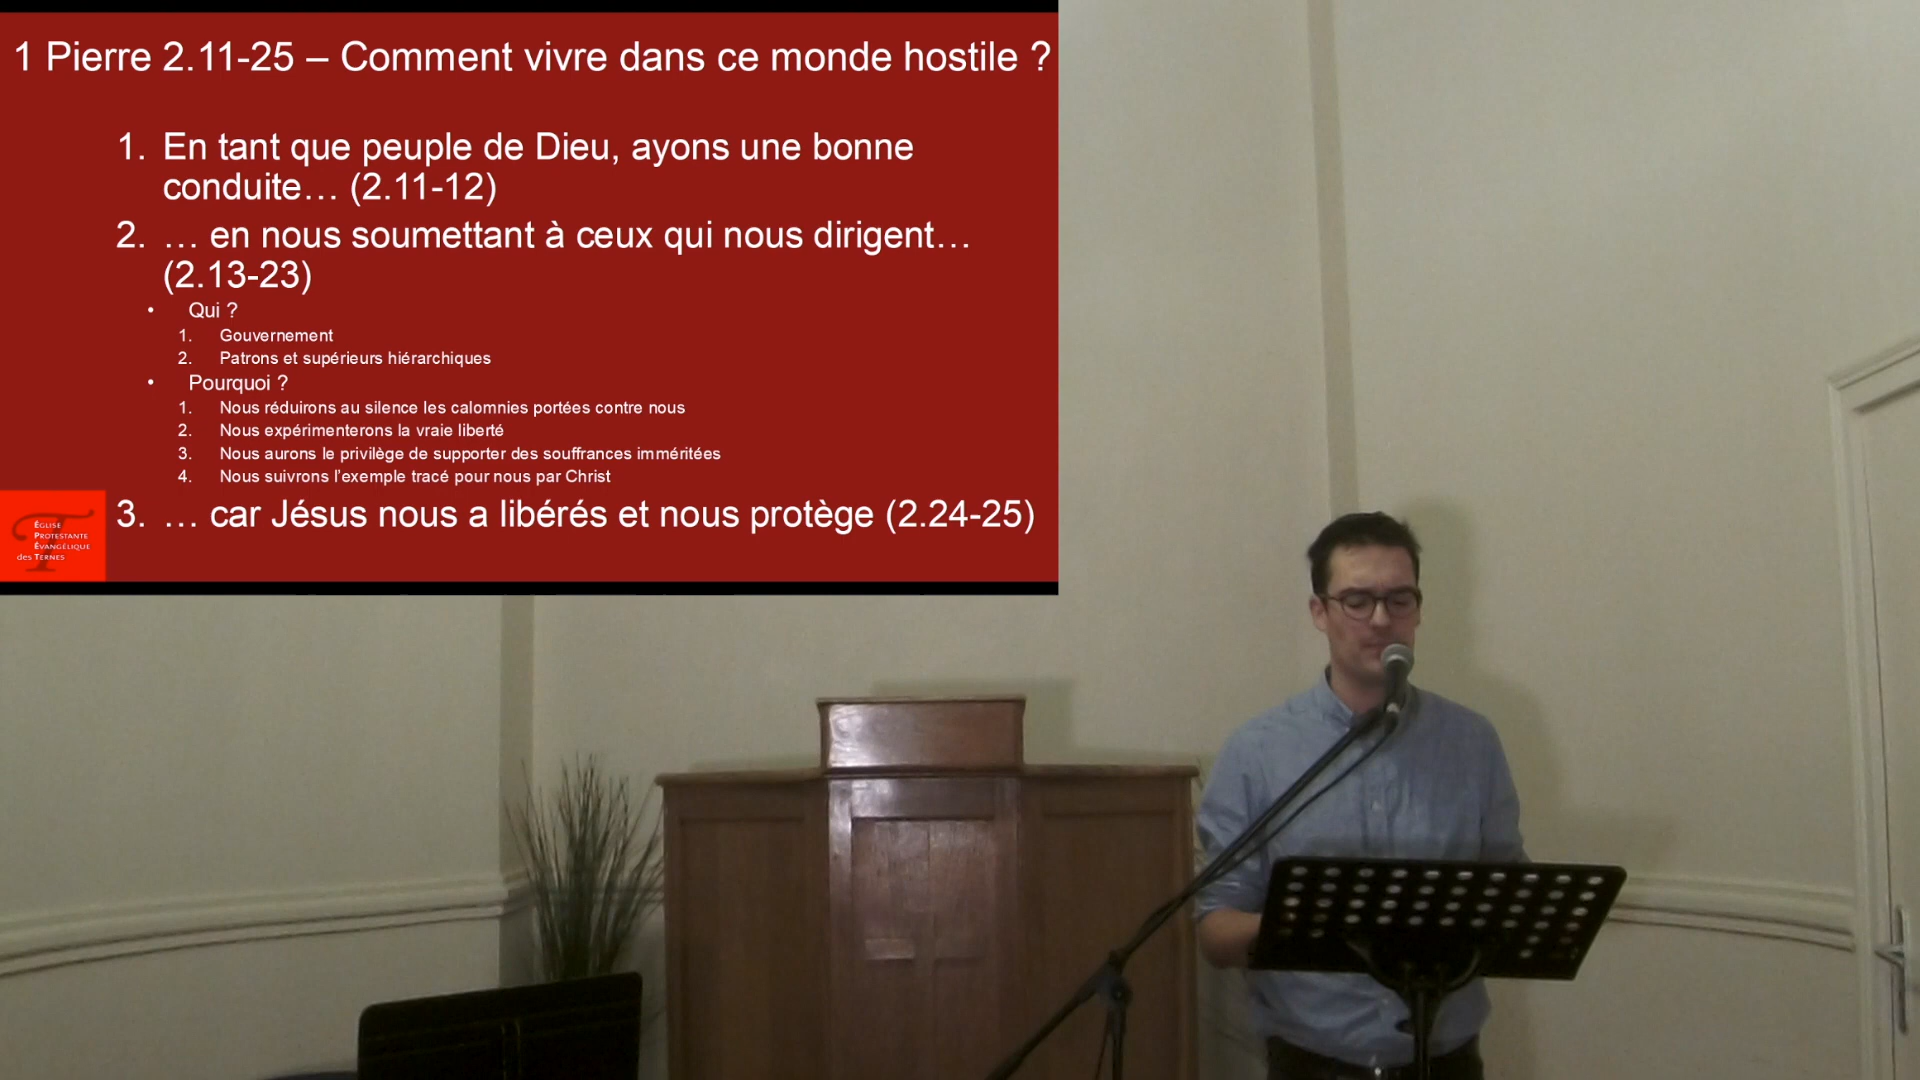 1 Pierre 2.11-25 – Comment vivre dans ce monde hostile ?
1. En tant que peuple de Dieu, ayons une bonne
conduite… (2.11-12)
2. … en nous soumettant à ceux qui nous dirigent…
(2.13-23)
• Qui ?
1. Gouvernement
2. Patrons et supérieurs hiérarchiques
• Pourquoi ?
1. Nous réduirons au silence les calomnies portées contre nous
2. Nous expérimenterons la vraie liberté
3. Nous aurons le privilège de supporter des souffrances imméritées
4. Nous suivrons l'exemple tracé pour nous par Christ
3. … car Jésus nous a libérés et nous protège (2.24-25)
ÉGLISE
PROTESTANTE
ÉVANGÉLIQUE
des TERNES